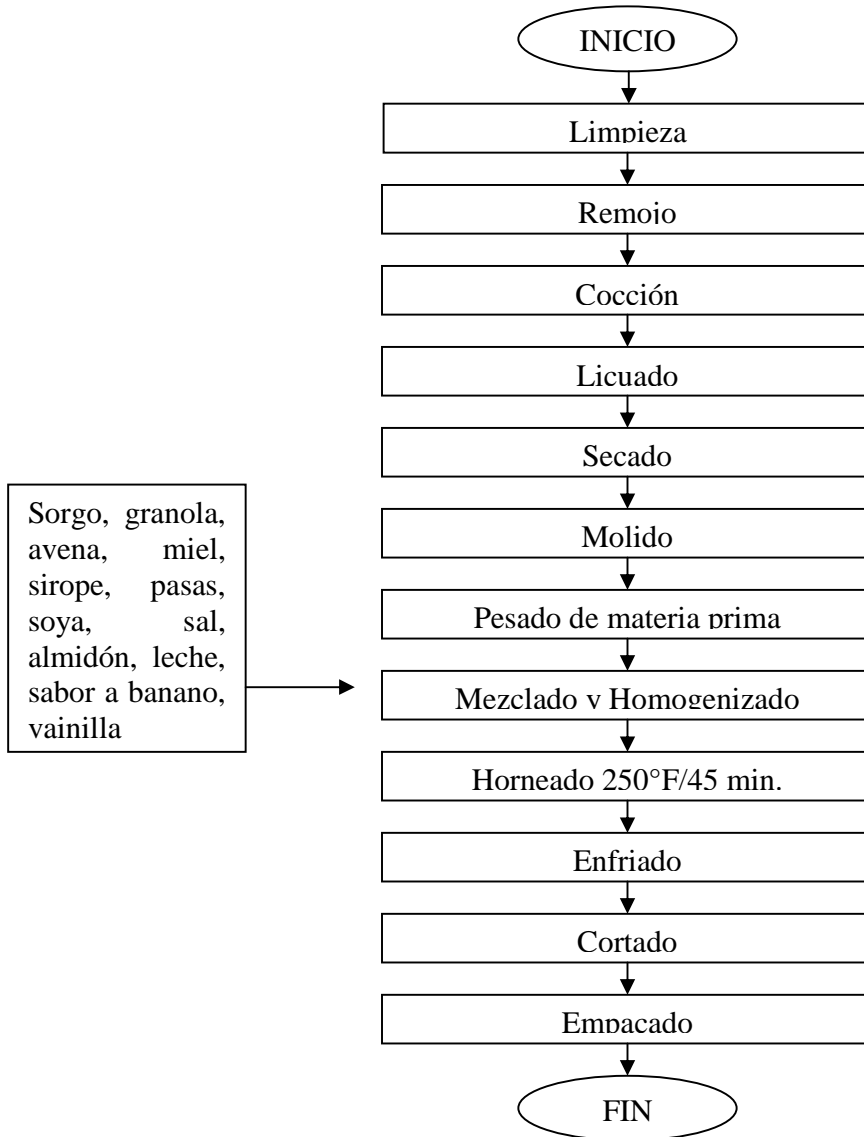 INICIO
Limpieza
Remojo
Cocción
Licuado
Secado
Molido
Pesado de materia prima
Sorgo, granola,
avena, miel,
sirope, pasas,
soya, sal,
almidón, leche,
sabor a banano,
vainilla
Mezclado y Homogenizado
Horneado 250°F/45 min.
Enfriado
Cortado
Empacado
FIN